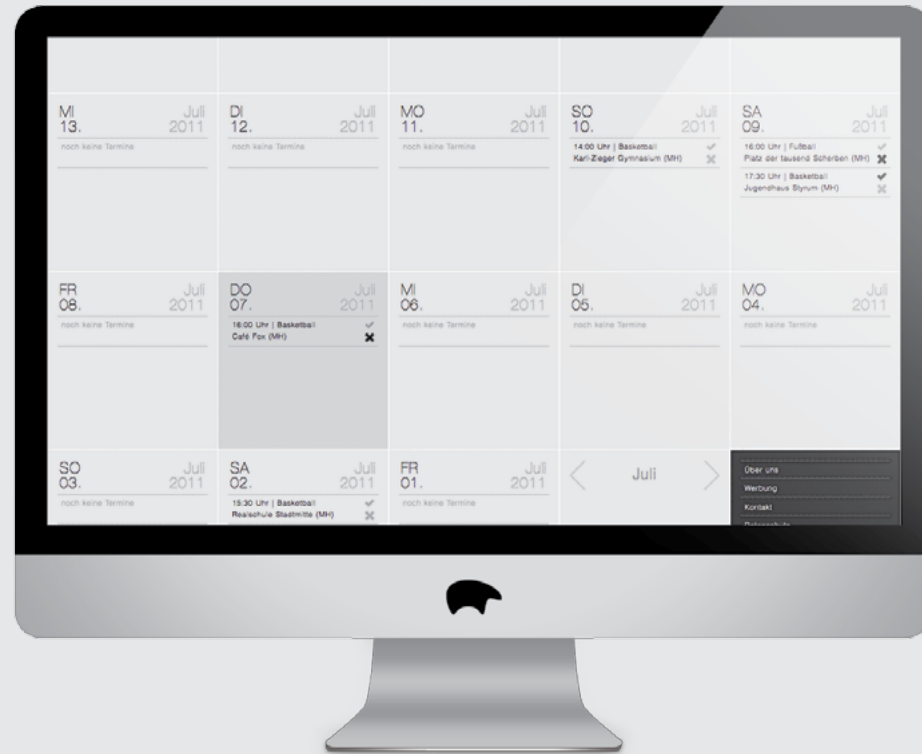 MI Juli
13. 2011
noch keine Termine
DI Juli
12. 2011
noch keine Termine
MO Juli
11. 2011
noch keine Termine
SO Juli
10. 2011
14:00 Uhr | Basketball
Karl-Zieger Gymnasium (MH)
SA Juli
09. 2011
16:00 Uhr | Fußball
Platz der tausend Scherben (MH)
17:30 Uhr | Basketball
Jugendhaus Styrum (MH)
FR Juli
08. 2011
noch keine Termine
DO Juli
07. 2011
16:00 Uhr | Basketball
Café Fox (MH)
MI Juli
06. 2011
noch keine Termine
DI Juli
05. 2011
noch keine Termine
MO Juli
04. 2011
noch keine Termine
SO Juli
03. 2011
noch keine Termine
SA Juli
02. 2011
15:30 Uhr | Basketball
Realschule Stadtmitte (MH)
FR Juli
01. 2011
noch keine Termine
Juli
Über uns
Werbung
Kontakt